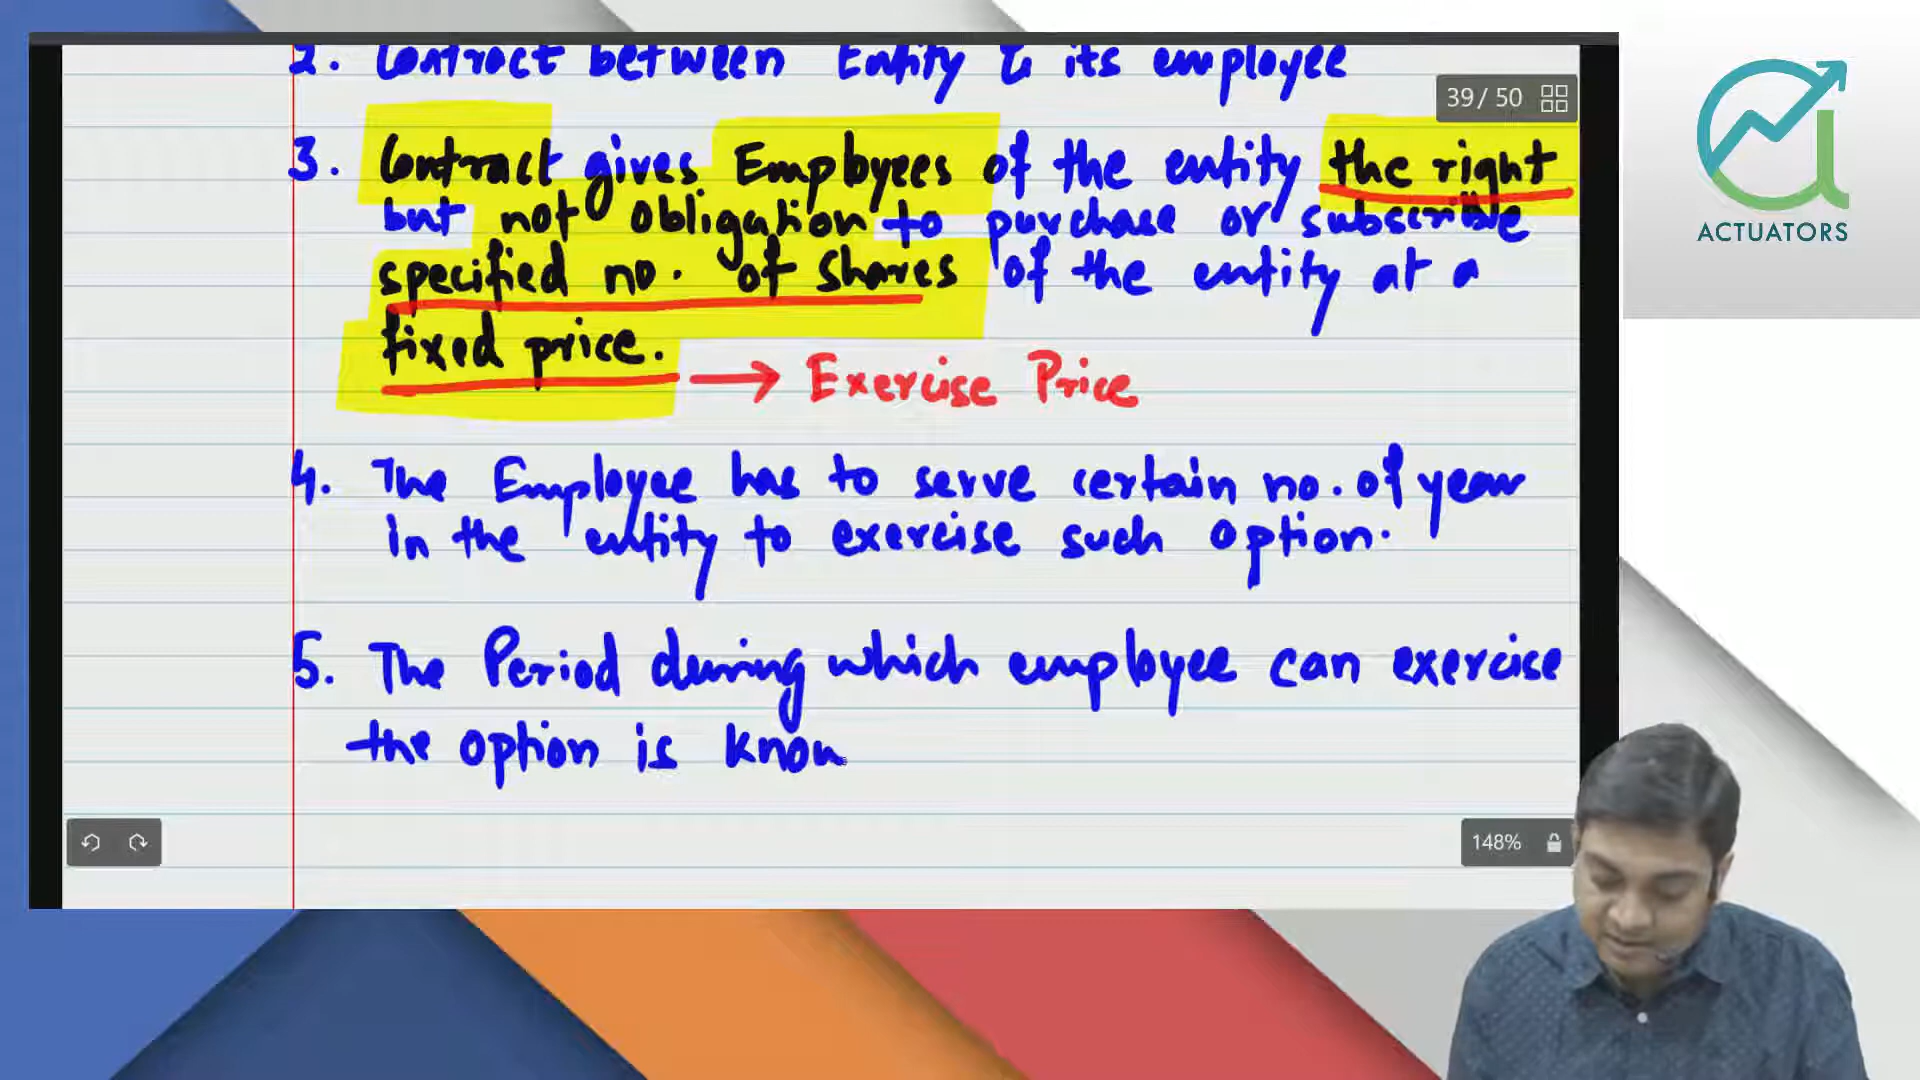 2. Contract between Entity & its employee
39/50
3. Contract gives Employees of the entity the right
but not obligation to purchase or subscribe
specified no. of shares of the entity at a
fixed price. → Exercise Price
4. The Employee has to serve certain no. of year
in the entity to exercise such option.
5. The Period during which employee can exercise
the option is know
148%
ACTUATORS